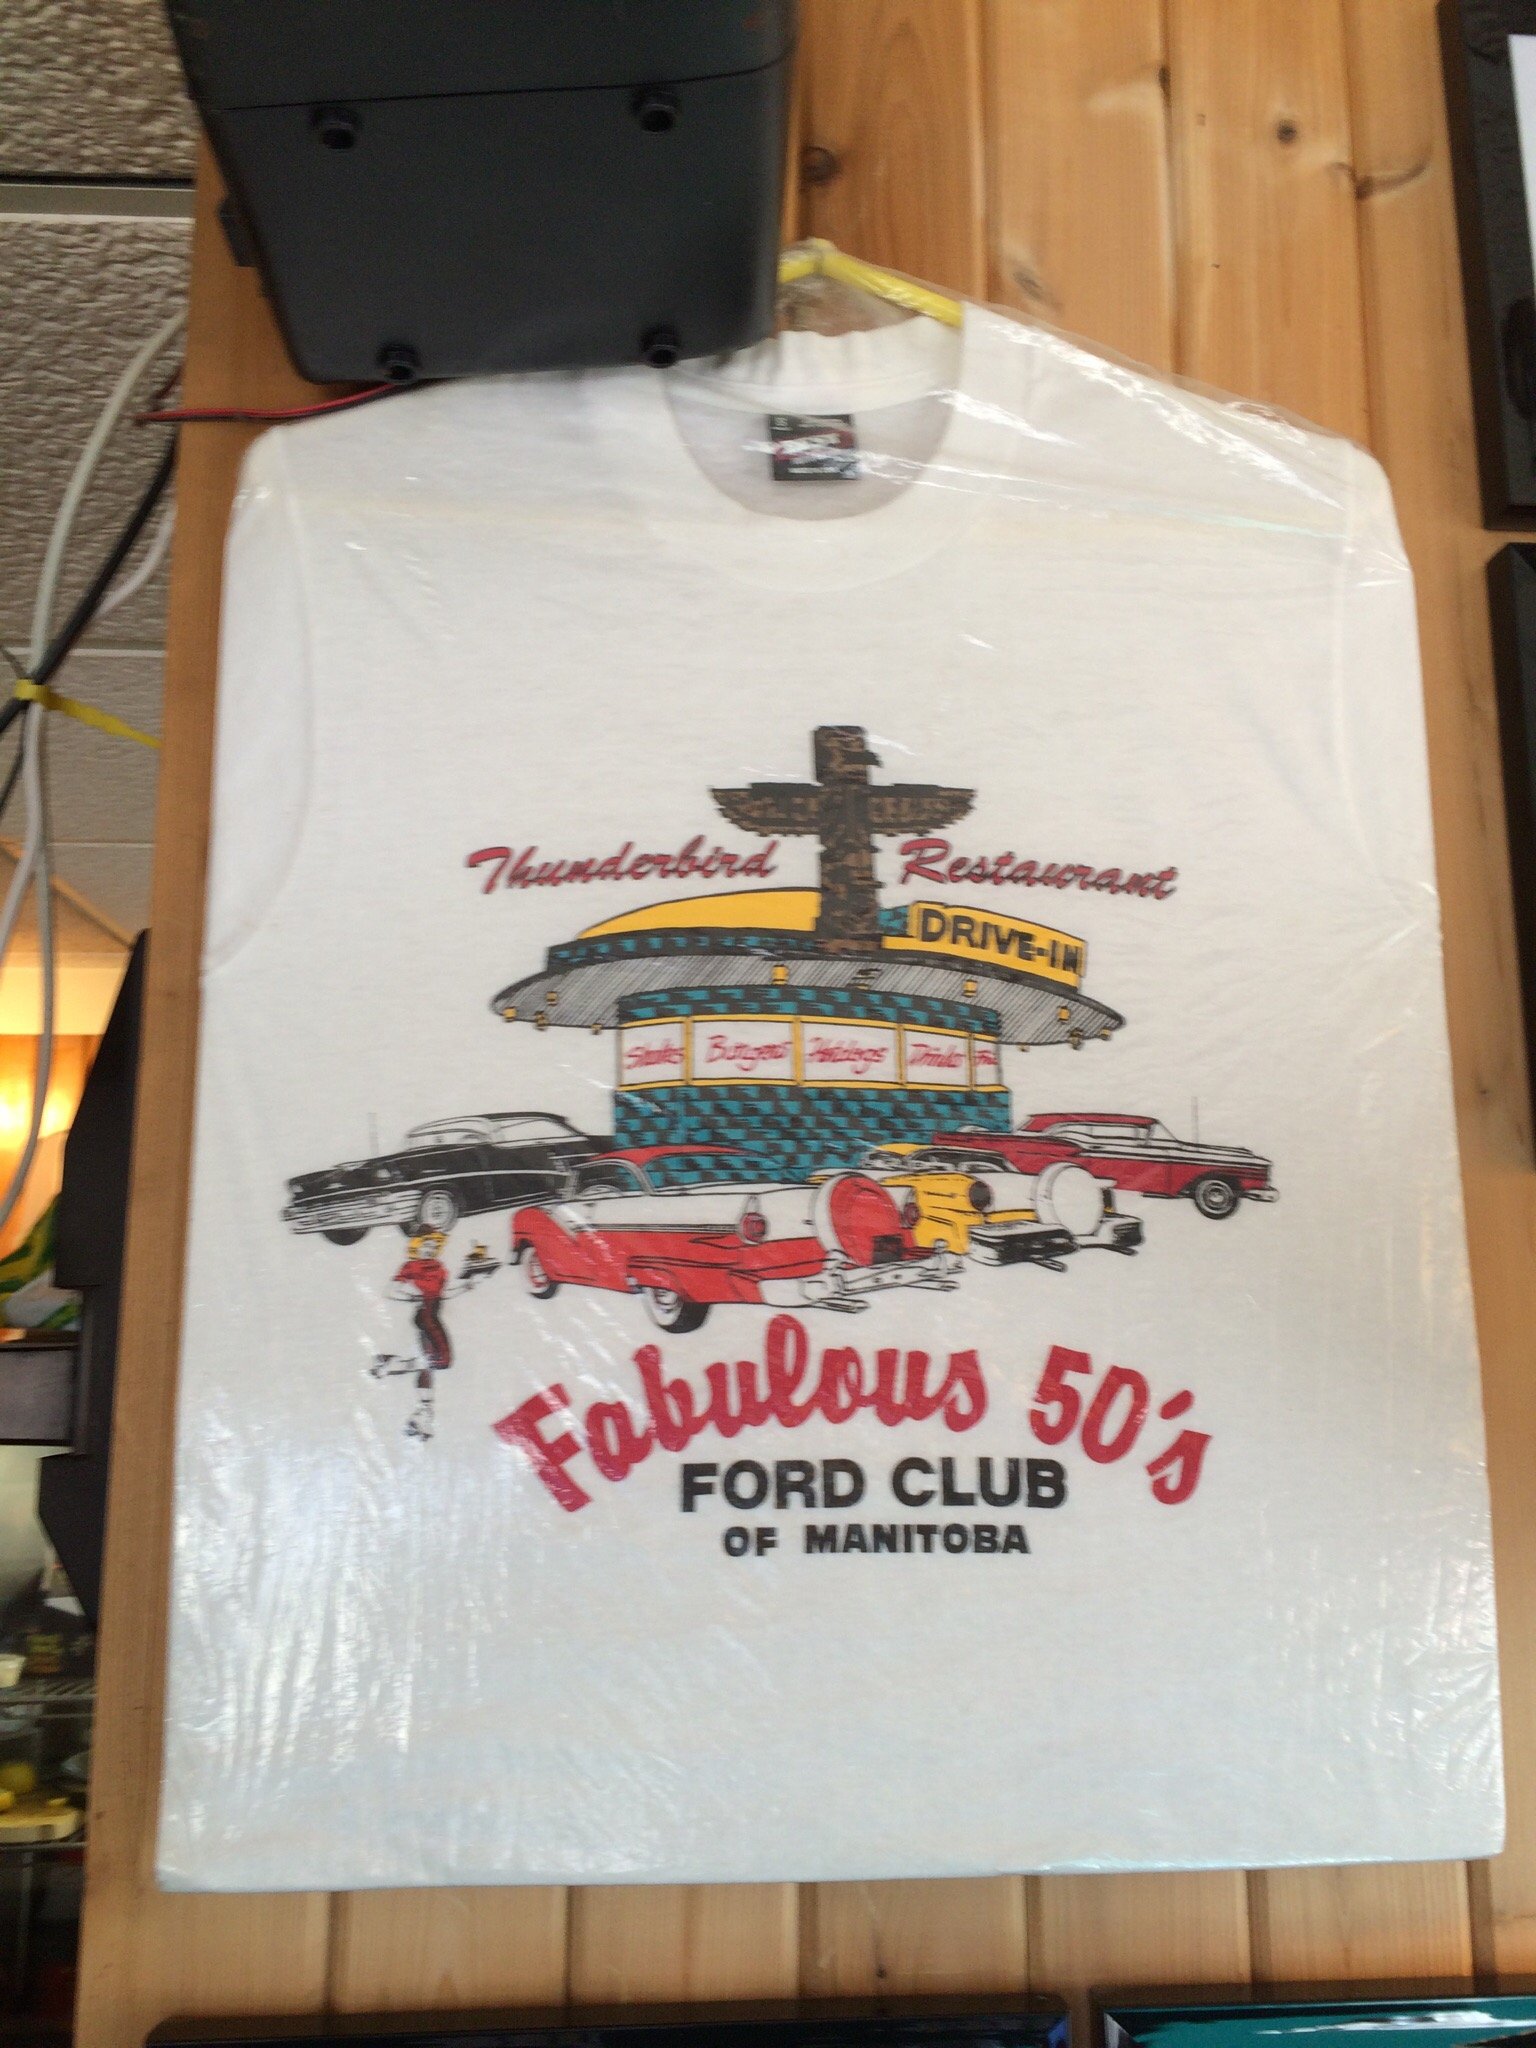 Thunderbird Restaurant
DRIVE-IN
Shakes Burgers Hotdogs Drinks
Fabulous 50's
FORD CLUB
OF MANITOBA